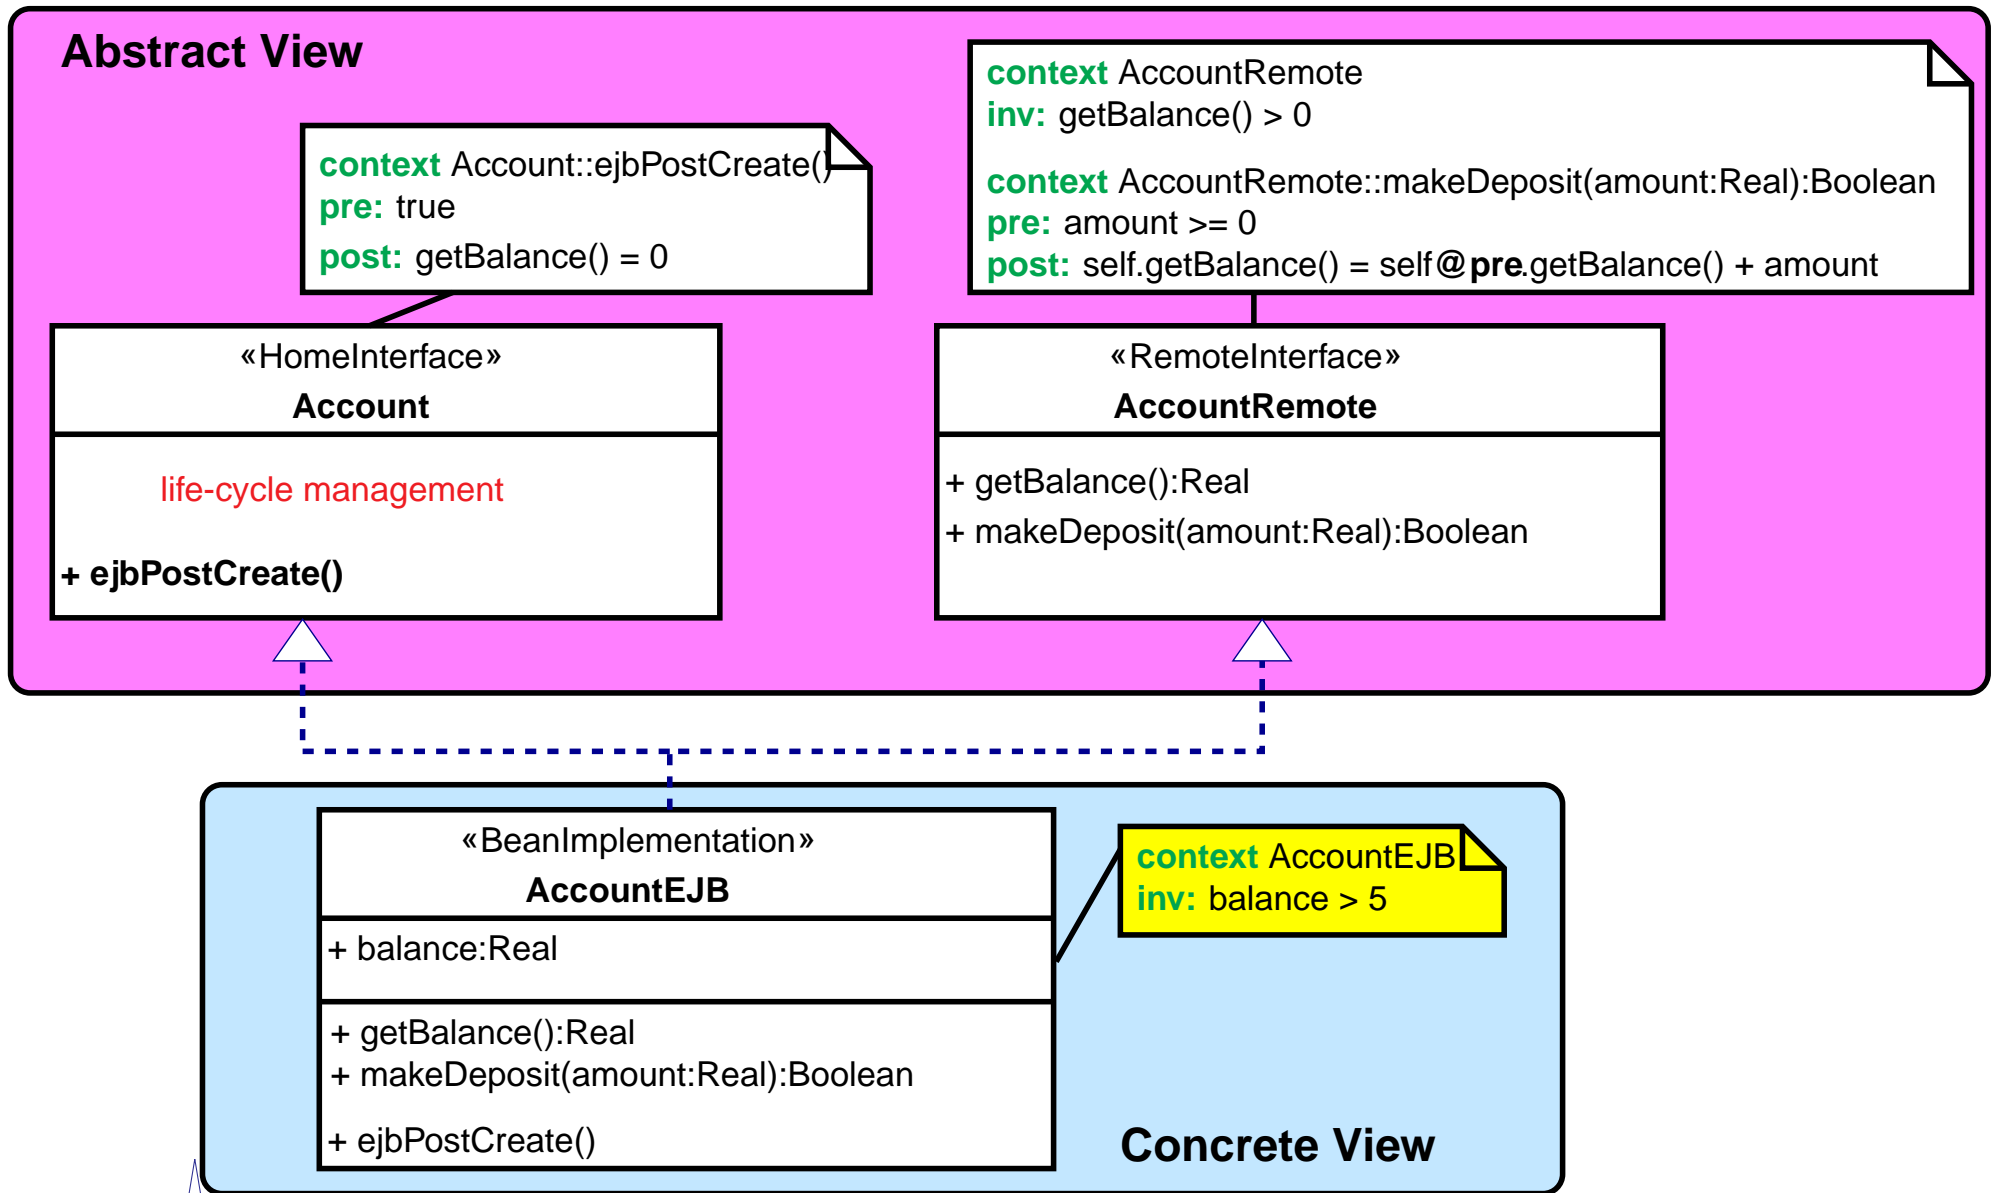 Abstract View
context Account::ejbPostCreate()
pre: true
post: getBalance() = 0
context AccountRemote
inv: getBalance() > 0
context AccountRemote::makeDeposit(amount:Real):Boolean
pre: amount >= 0
post: self.getBalance() = self@pre.getBalance() + amount
«HomeInterface»
Account
life-cycle management
+ ejbPostCreate()
«RemoteInterface»
AccountRemote
+ getBalance():Real
+ makeDeposit(amount:Real):Boolean
«BeanImplementation»
AccountEJB
+ balance:Real
+ getBalance():Real
+ makeDeposit(amount:Real):Boolean
+ ejbPostCreate()
context AccountEJB
inv: balance > 5
Concrete View